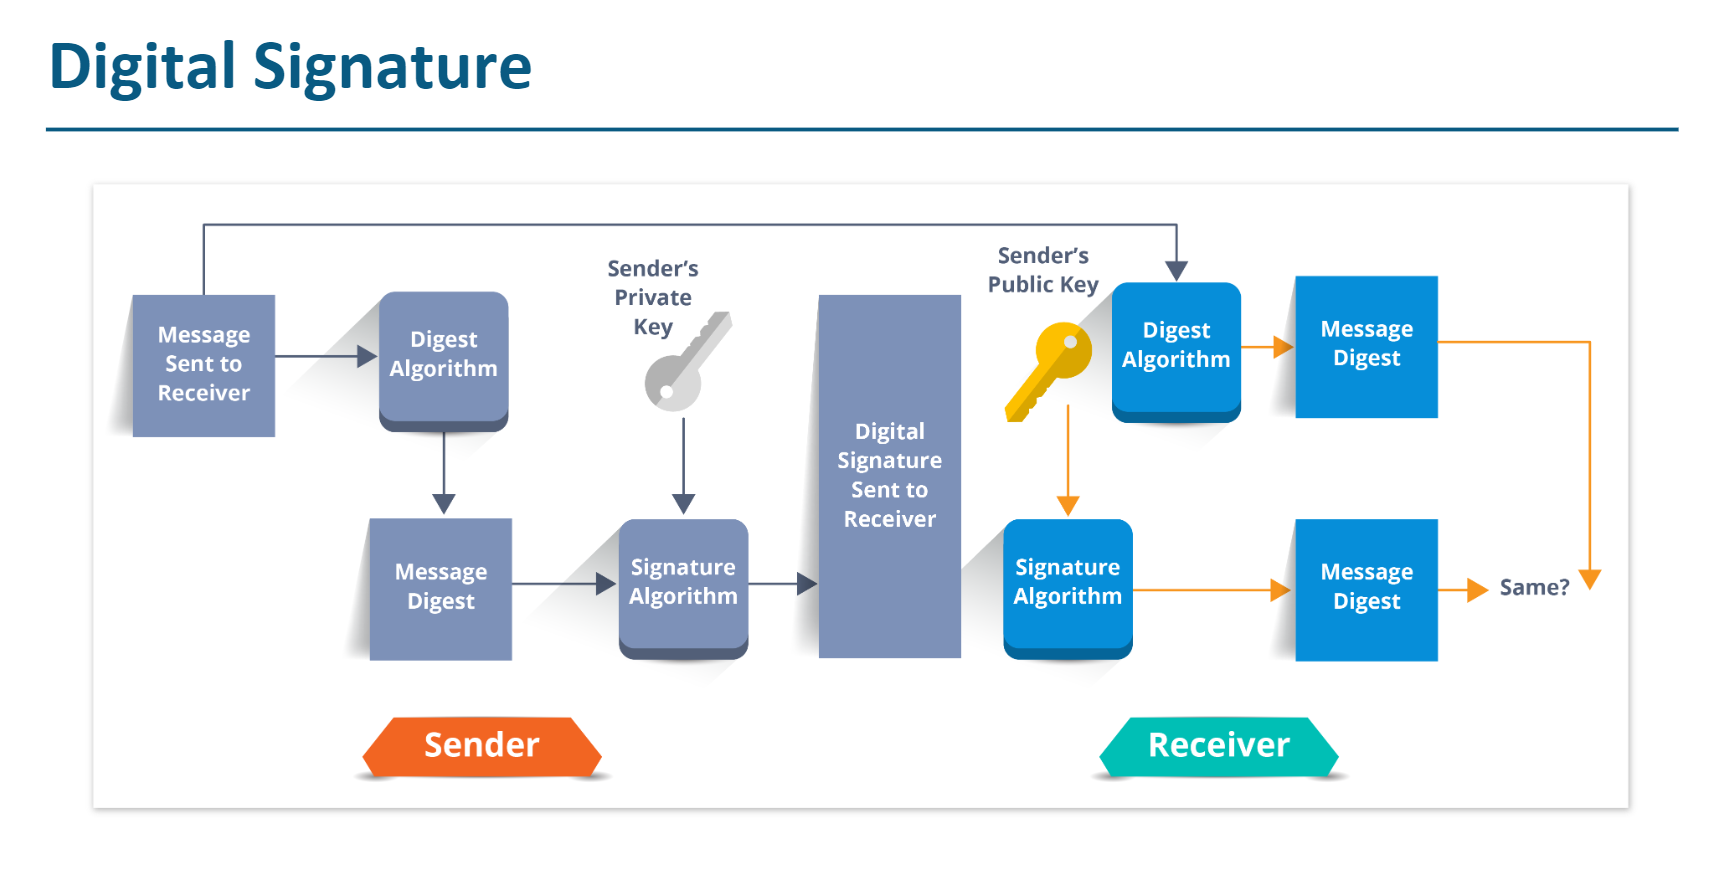 Digital Signature
Message
Sent to
Receiver
Digest
Algorithm
Sender's
Private
Key
Message
Digest
Signature
Algorithm
Digital
Signature
Sent to
Receiver
Sender's
Public Key
Digest
Algorithm
Message
Digest
Signature
Algorithm
Message
Digest
Same?
Sender
Receiver